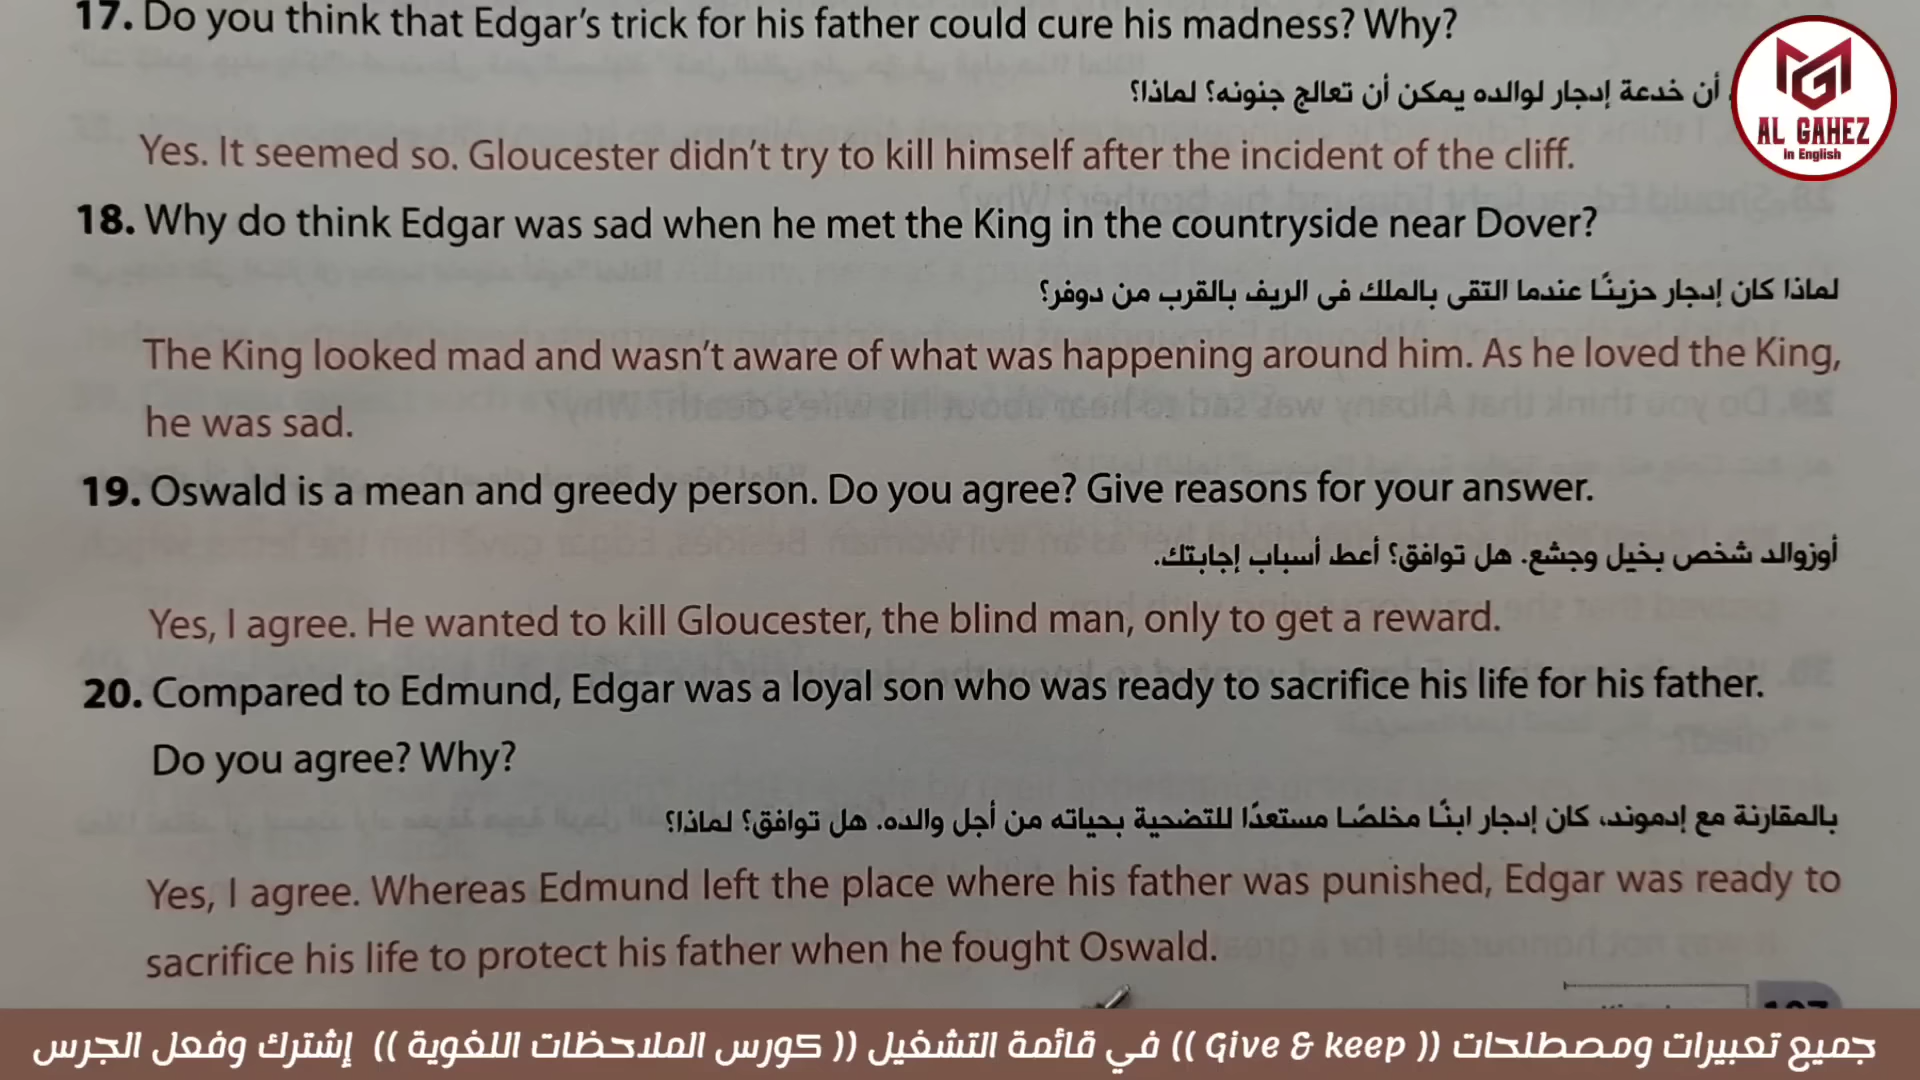 17. Do you think that Edgar's trick for his father could cure his madness? Why?
أن خدعة إدجار لوالده يمكن أن تعالج جنونه؟ لماذا؟
AL GAHEZ
In English
Yes. It seemed so. Gloucester didn't try to kill himself after the incident of the cliff.
18. Why do think Edgar was sad when he met the King in the countryside near Dover?
لماذا كان إدجار حزينًا عندما التقى بالملك فى الريف بالقرب من دوفر؟
The King looked mad and wasn't aware of what was happening around him. As he loved the King,
he was sad.
19. Oswald is a mean and greedy person. Do you agree? Give reasons for your answer.
أوزوالد شخص بخيل وجشع. هل توافق؟ أعط أسباب إجابتك.
Yes, I agree. He wanted to kill Gloucester, the blind man, only to get a reward.
20. Compared to Edmund, Edgar was a loyal son who was ready to sacrifice his life for his father.
Do you agree? Why?
بالمقارنة مع إدموند، كان إدجار ابنًا مخلصًا مستعدًا للتضحية بحياته من أجل والده. هل توافق؟ لماذا؟
Yes, I agree. Whereas Edmund left the place where his father was punished, Edgar was ready to
sacrifice his life to protect his father when he fought Oswald.
جميع تعبيرات ومصطلحات (( Give & keep )) في قائمة التشغيل (( كورس الملاحظات اللغوية )) إشترك وفعل الجرس